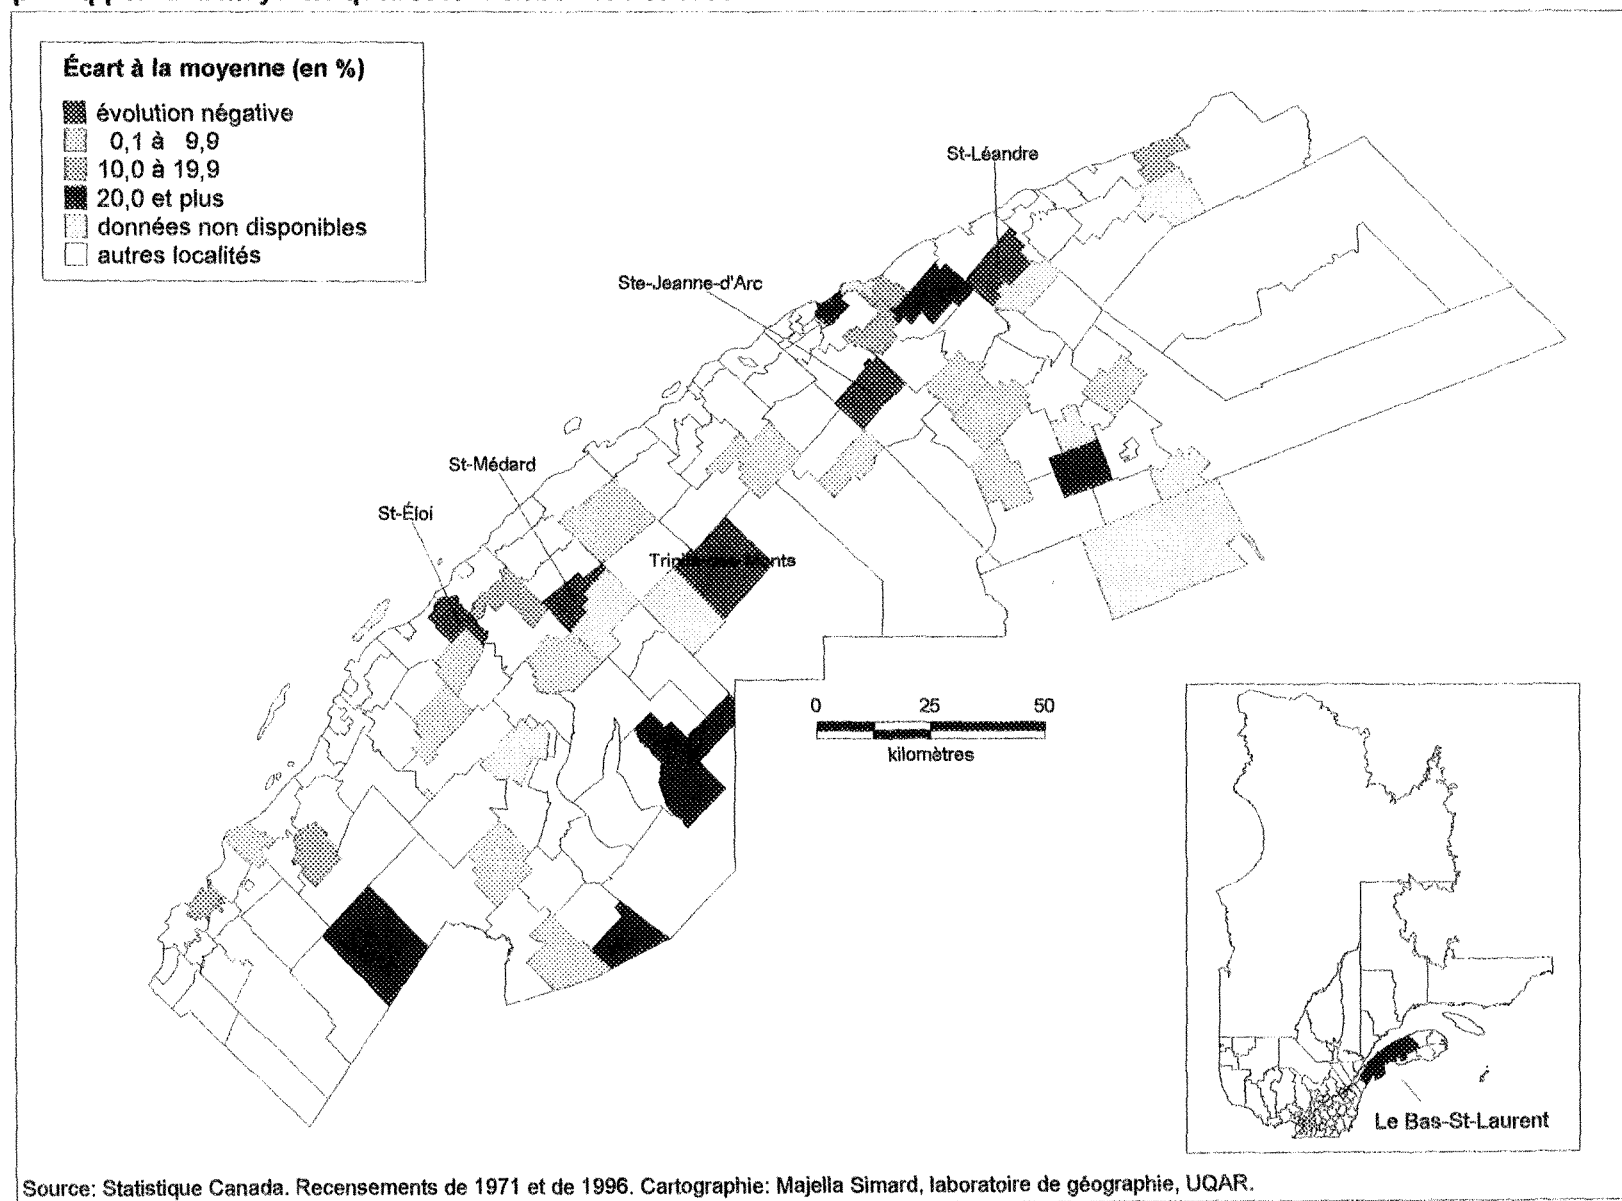 Écart à la moyenne (en %)
évolution négative
0,1 à 9,9
10,0 à 19,9
20,0 et plus
données non disponibles
autres localités
St-Léandre
Ste-Jeanne-d'Arc
St-Médard
St-Éloi
0 25 50
kilomètres
Le Bas-St-Laurent
Source: Statistique Canada. Recensements de 1971 et de 1996. Cartographie: Majella Simard, laboratoire de géographie, UQAR.